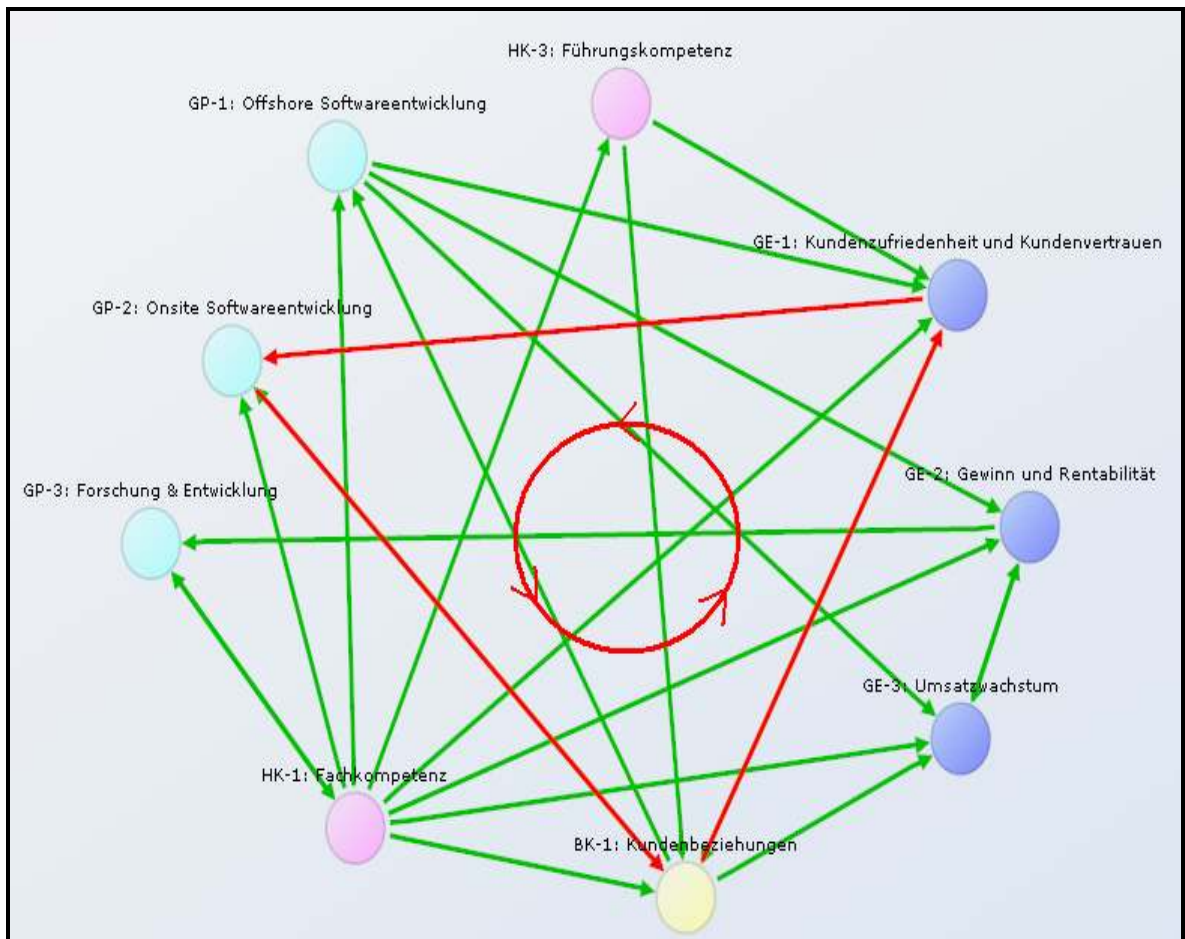 HK-3: Führungskompetenz
GP-1: Offshore Softwareentwicklung
GE-1: Kundenzufriedenheit und Kundenvertrauen
GP-2: Onsite Softwareentwicklung
GE-2: Gewinn und Rentabilität
GP-3: Forschung & Entwicklung
GE-3: Umsatzwachstum
HK-1: Fachkompetenz
BK-1: Kundenbeziehungen